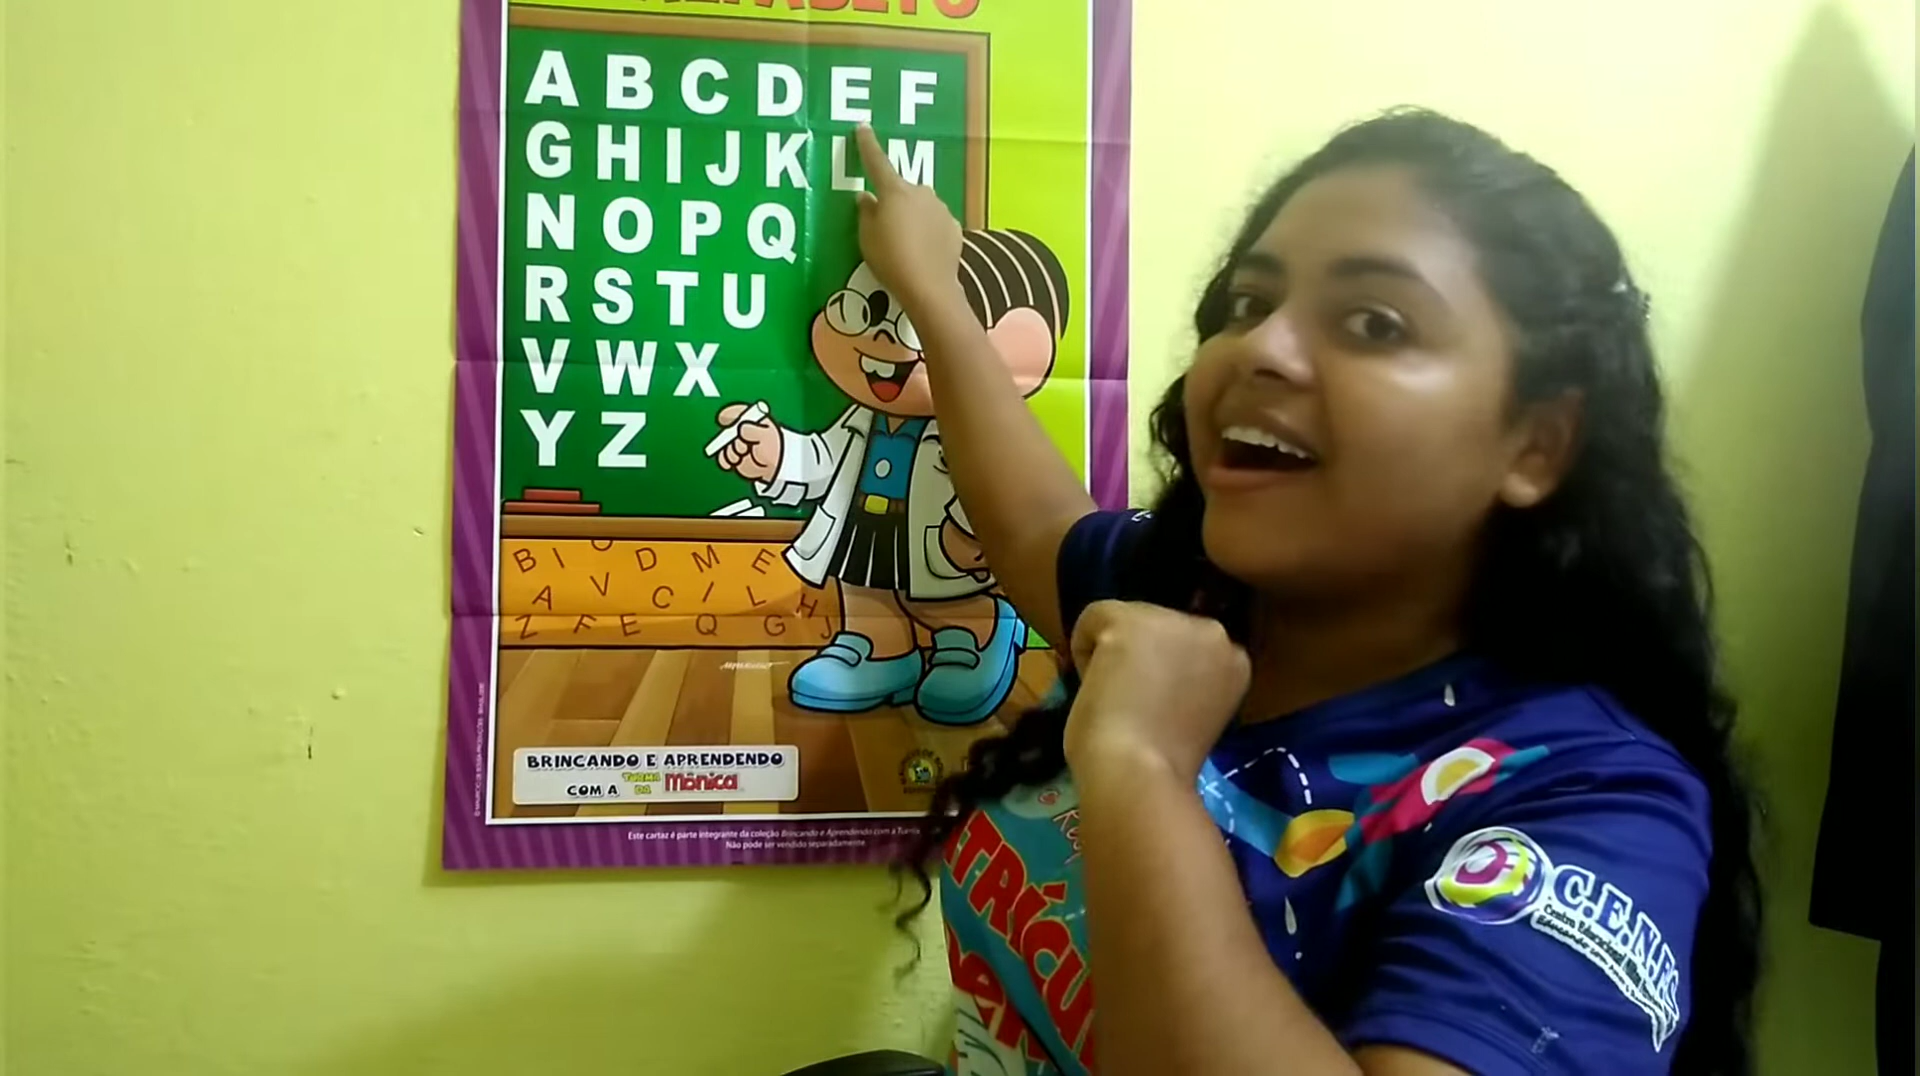 ALFABETO
A B C D E F
G H I J K L M
N O P Q
R S T U
V W X
Y Z
B I O D M E
A V C I L H
Z F E Q G J
BRINCANDO E APRENDENDO
COM A TURMA DA Mônica
Este cartaz é parte integrante da coleção Brincando e Aprendendo com a Turma
Não pode ser vendido separadamente.
C.E.N.F.S